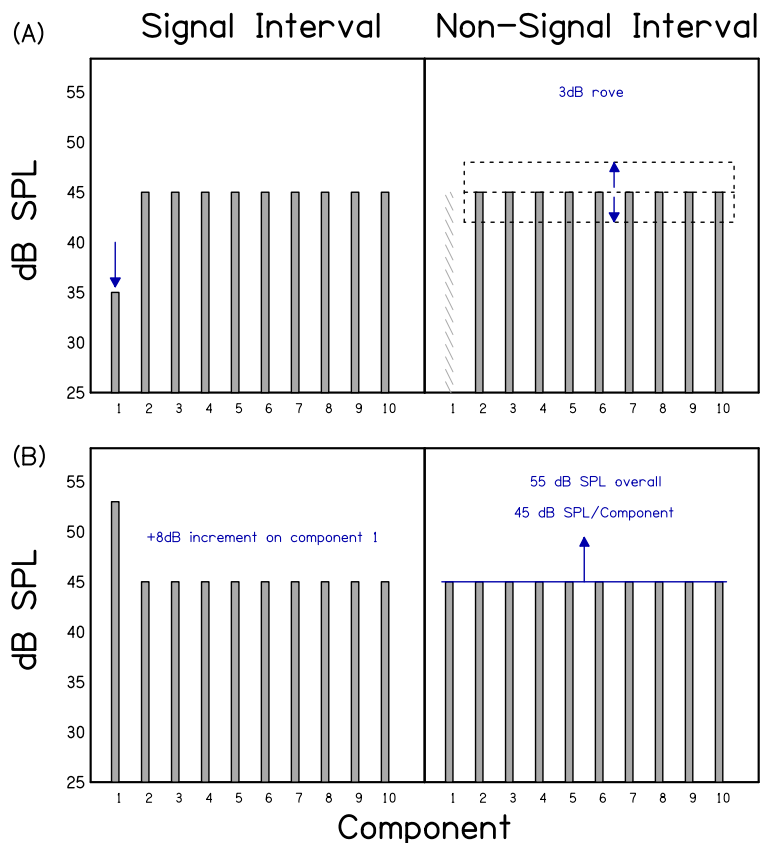 Signal Interval
Non-Signal Interval
(A)
dB SPL
55
50
45
40
35
30
25
3dB rove
1 2 3 4 5 6 7 8 9 10
1 2 3 4 5 6 7 8 9 10
(B)
dB SPL
55
50
45
40
35
30
25
+8dB increment on component 1
55 dB SPL overall
45 dB SPL/Component
1 2 3 4 5 6 7 8 9 10
1 2 3 4 5 6 7 8 9 10
Component